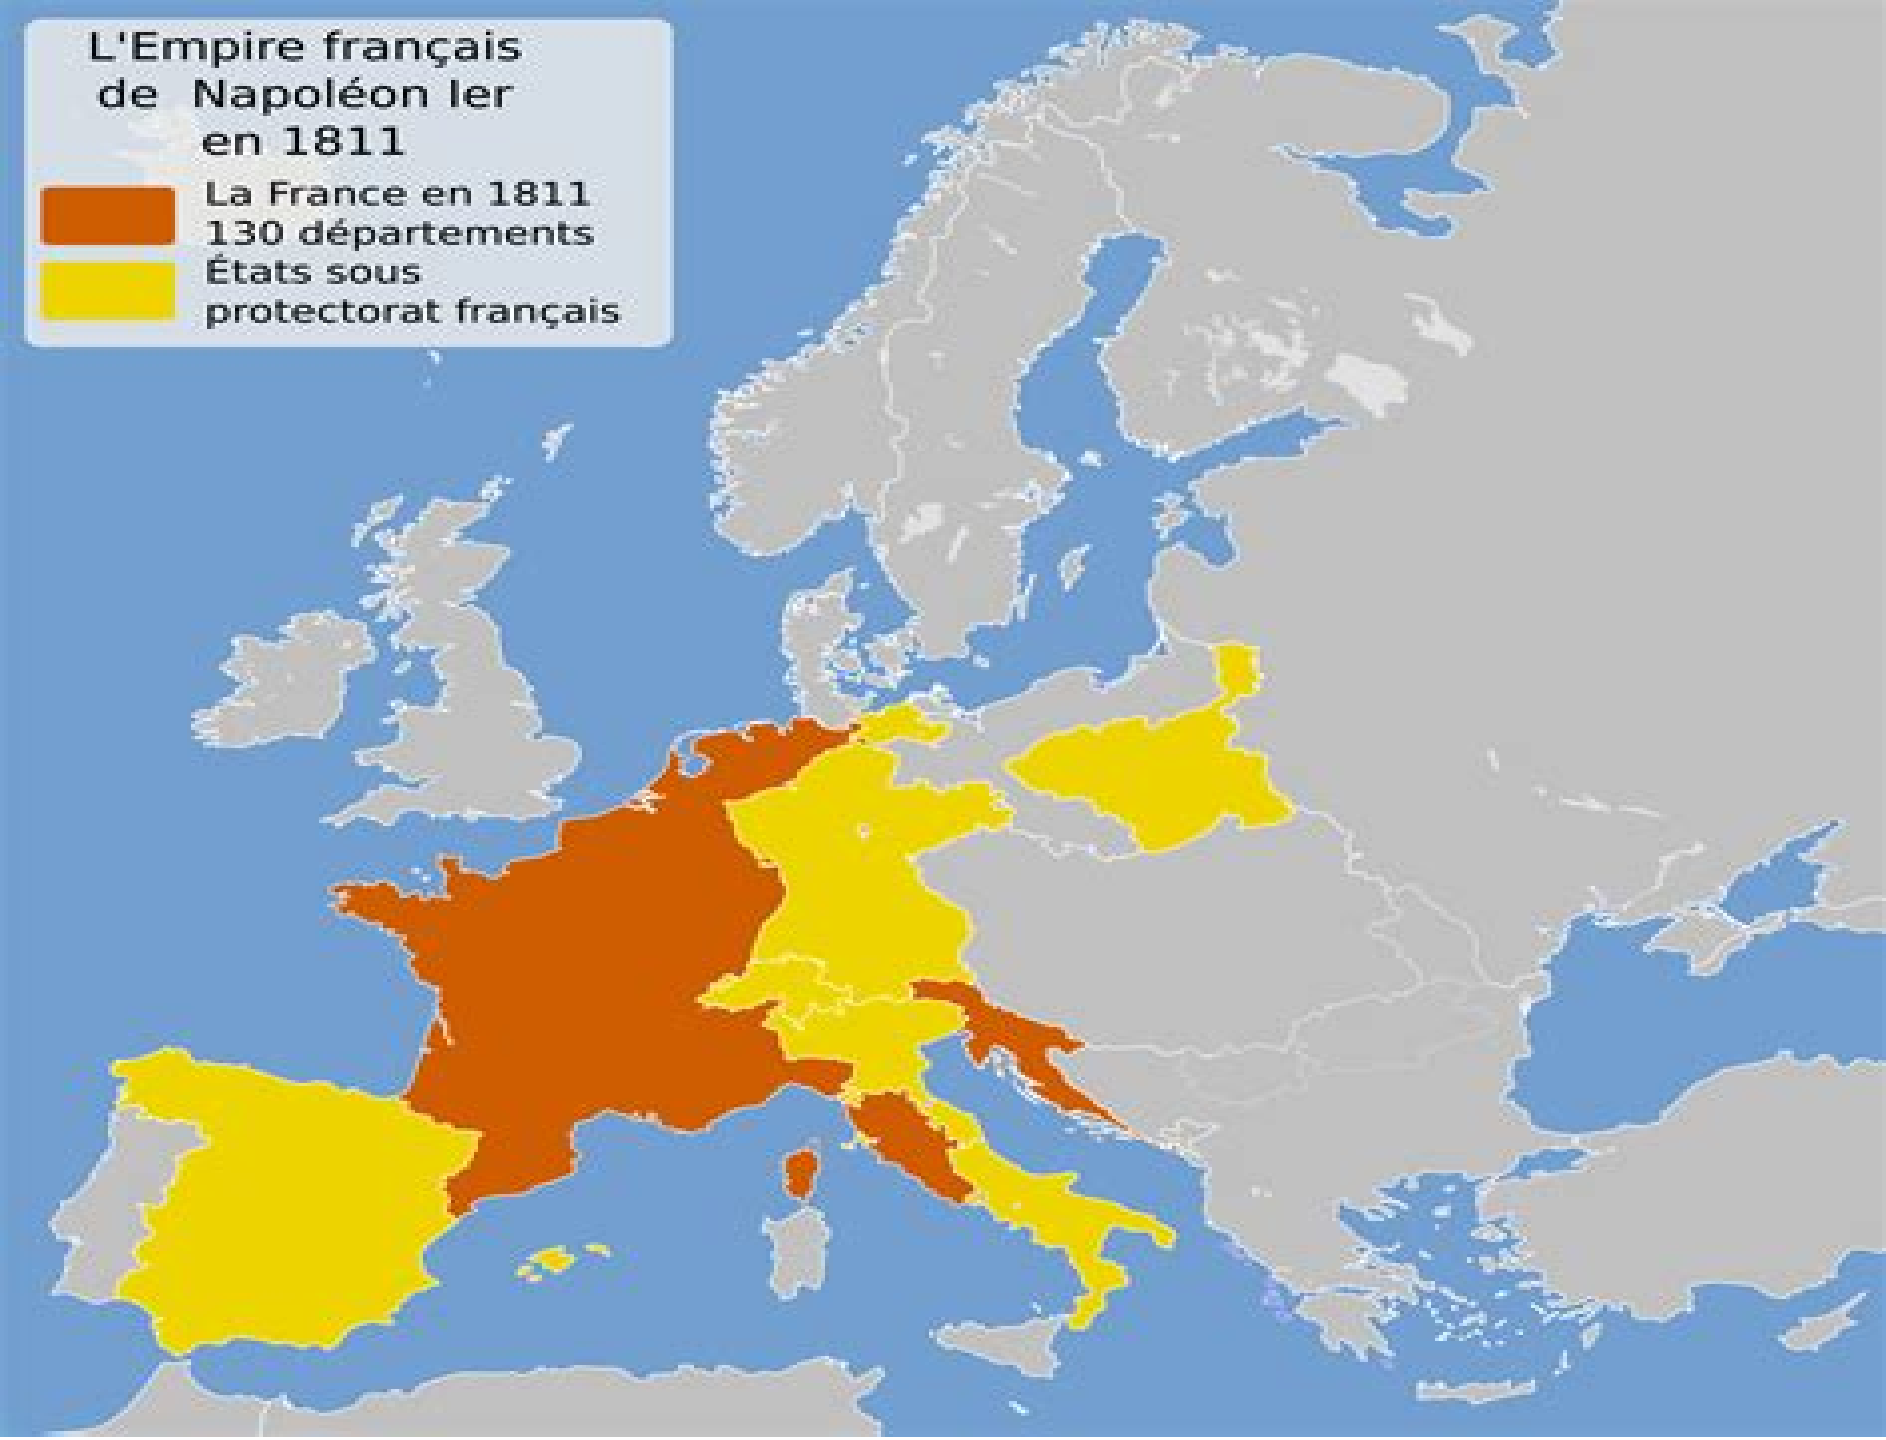 L'Empire français
de Napoléon Ier
en 1811
La France en 1811
130 départements
États sous
protectorat français